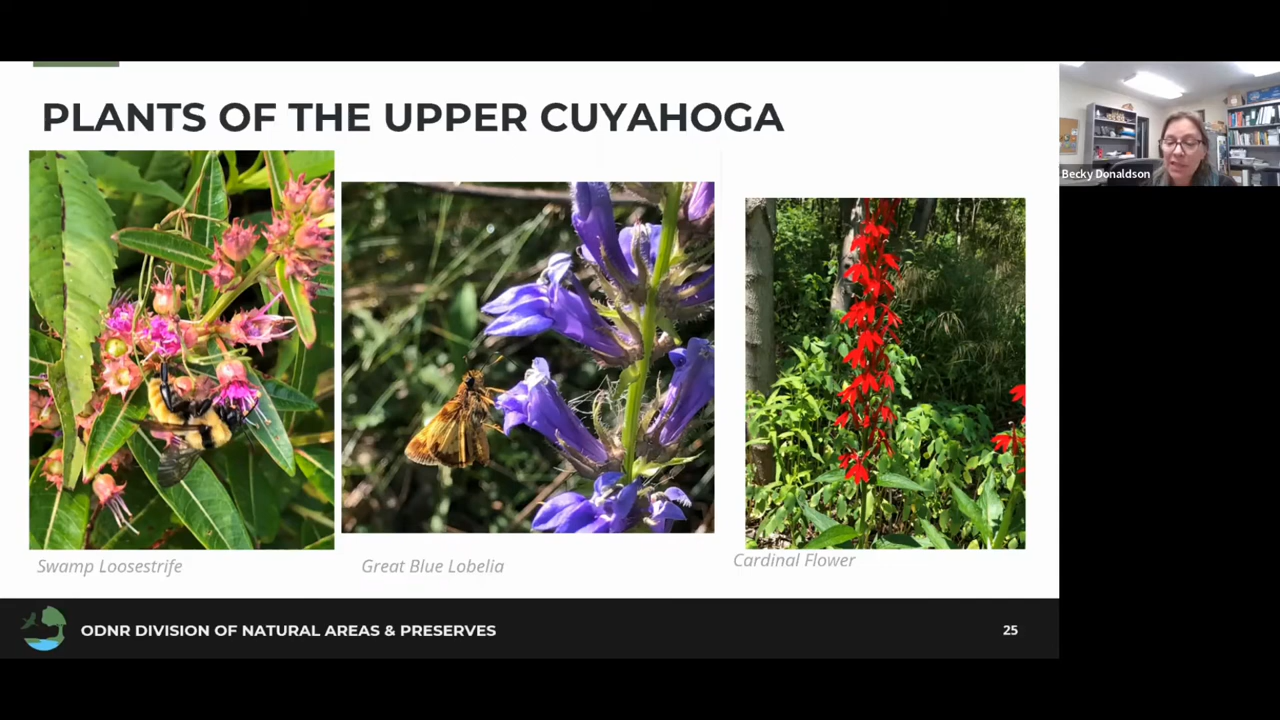 PLANTS OF THE UPPER CUYAHOGA
Becky Donaldson
Swamp Loosestrife
Great Blue Lobelia
Cardinal Flower
ODNR DIVISION OF NATURAL AREAS & PRESERVES
25